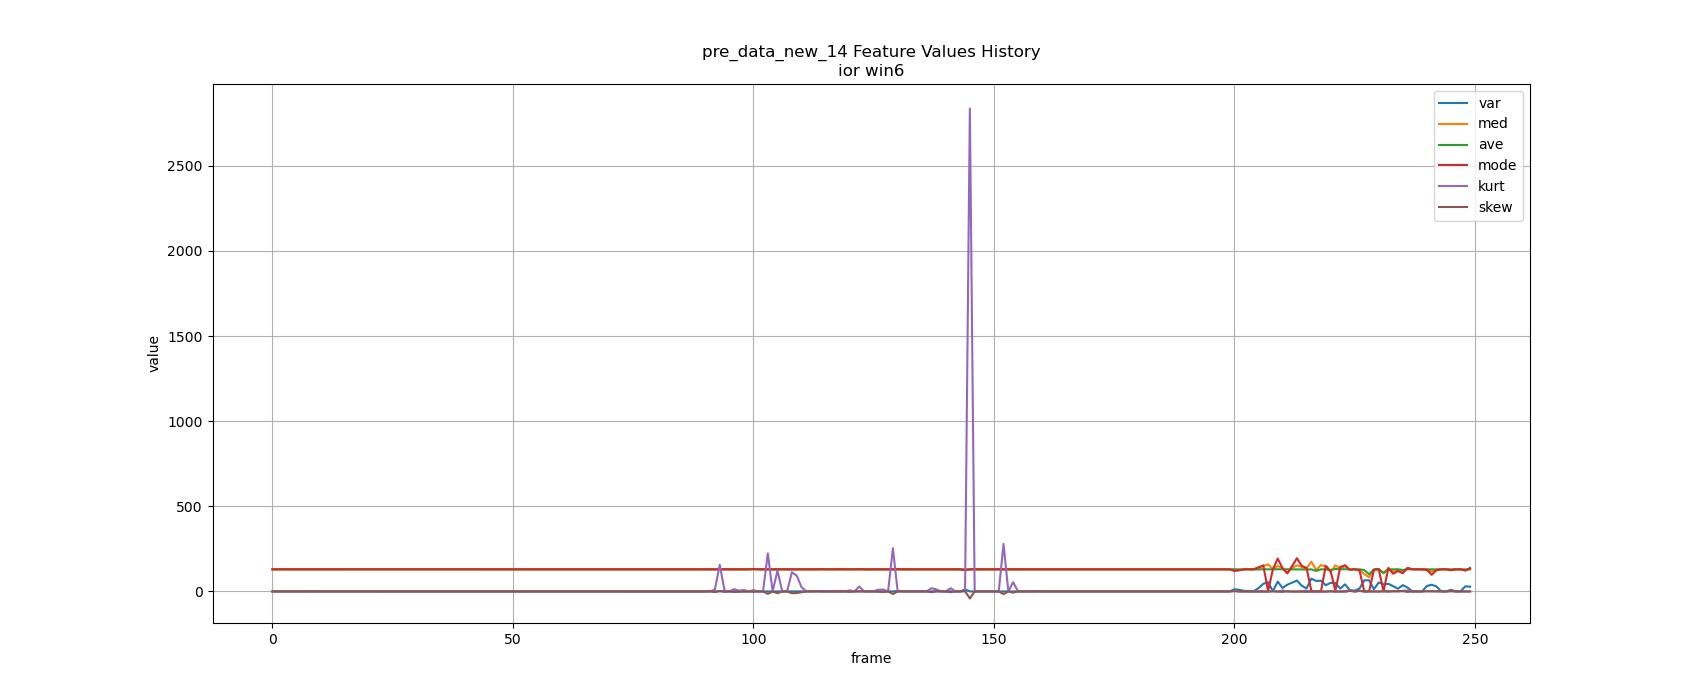 pre_data_new_14 Feature Values History
ior win6
var
med
ave
mode
kurt
skew
2500
2000
1500
1000
500
0
value
0 50 100 150 200 250
frame